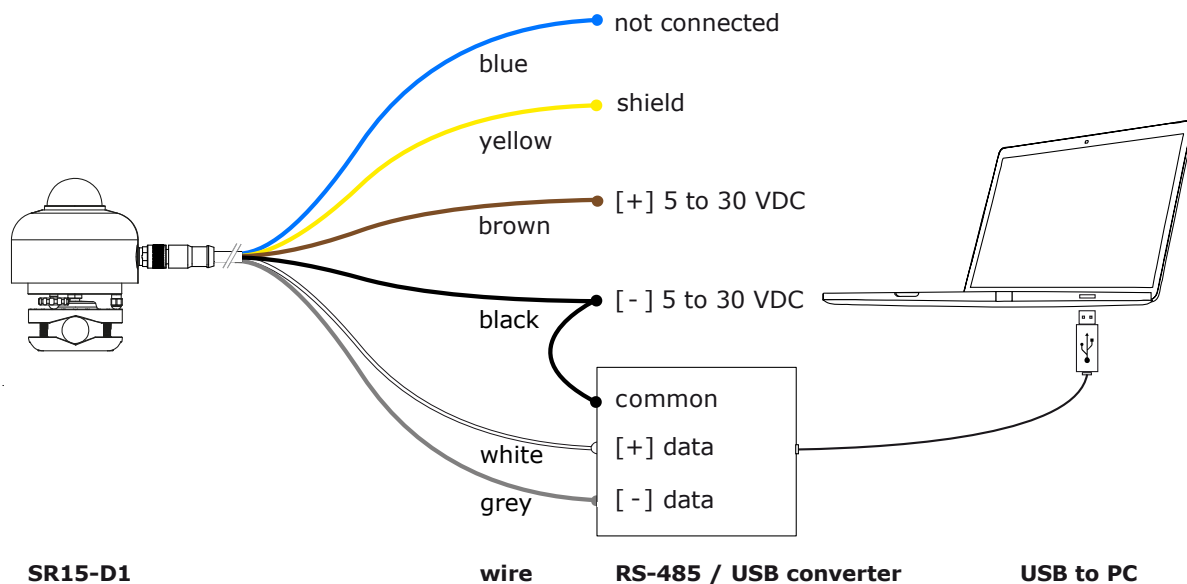 not connected
blue
shield
yellow
[+] 5 to 30 VDC
brown
[-] 5 to 30 VDC
black
common
[+] data
white
[-] data
grey
SR15-D1 wire RS-485 / USB converter USB to PC